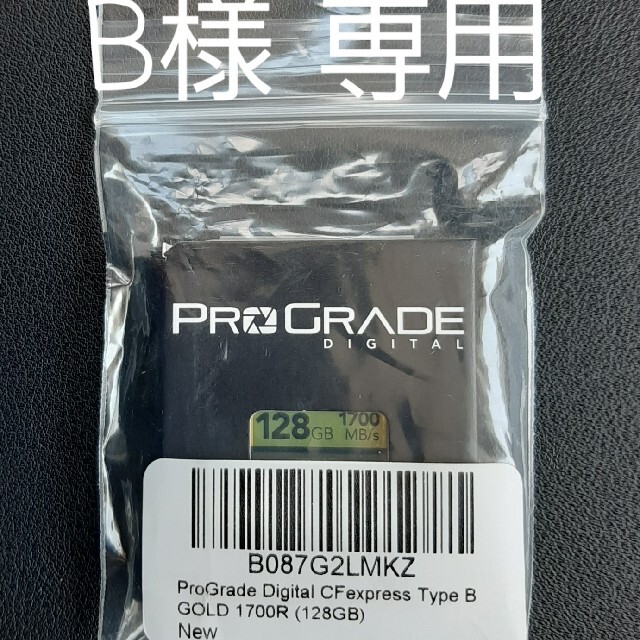 B様 専用
PROGRADE
DIGITAL
128GB 1700 MB/s
B087G2LMKZ
ProGrade Digital CFexpress Type B
GOLD 1700R (128GB)
New